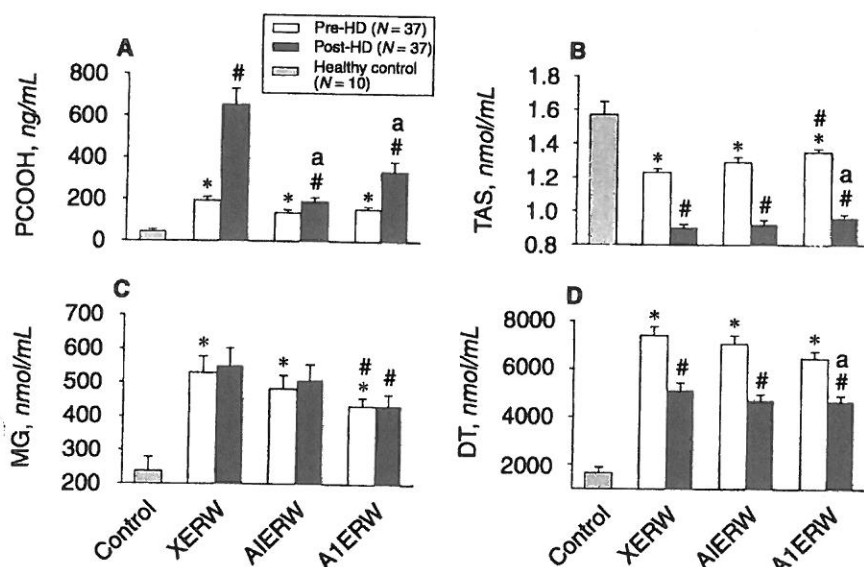 Pre-HD (N = 37)
Post-HD (N = 37)
Healthy control
(N = 10)
A
PCOOH, ng/mL
800
600
400
200
0
*
#
*
a
#
*
a
#
B
TAS, nmol/mL
1.8
1.6
1.4
1.2
1.0
0.8
*
#
*
#
#
*
a
#
C
MG, nmol/mL
700
600
500
400
300
200
*
*
#
*
#
Control
XERW
AIERW
A1ERW
D
DT, nmol/mL
8000
6000
4000
2000
*
#
*
#
*
a
#
Control
XERW
AIERW
A1ERW